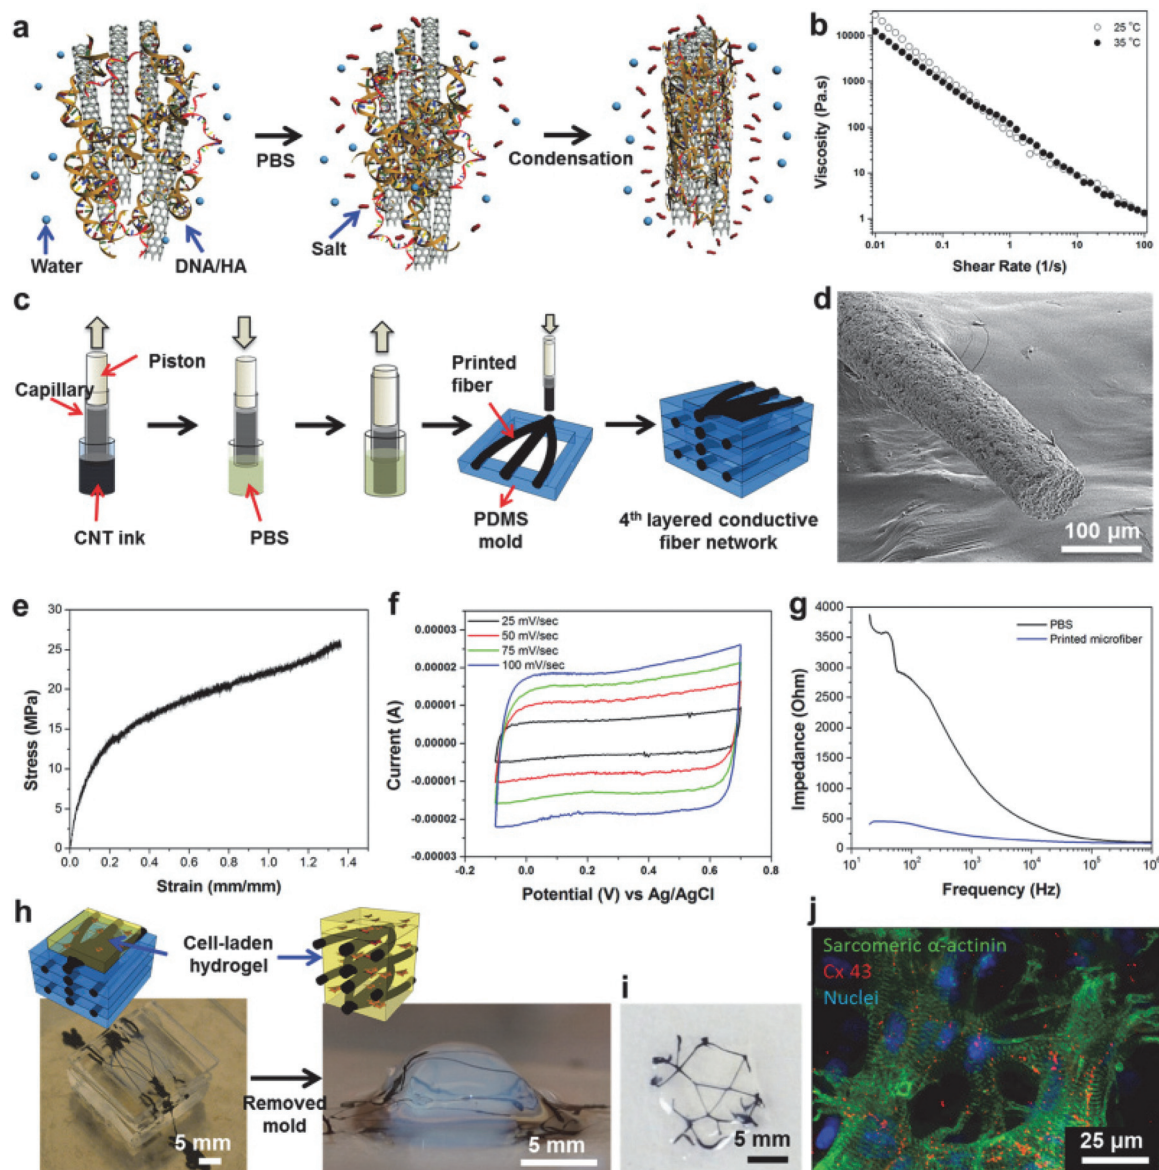 a
PBS
Condensation
Water
DNA/HA
Salt
b
25 °C
35 °C
Viscosity (Pa.s)
10000
1000
100
10
1
0.01 0.1 1 10 100
Shear Rate (1/s)
c
Piston
Capillary
CNT ink
PBS
Printed
fiber
PDMS
mold
4th layered conductive
fiber network
d
100 µm
e
Stress (MPa)
30
25
20
15
10
5
0
0.0 0.2 0.4 0.6 0.8 1.0 1.2 1.4
Strain (mm/mm)
f
25 mV/sec
50 mV/sec
75 mV/sec
100 mV/sec
Current (A)
0.00003
0.00002
0.00001
0.00000
-0.00001
-0.00002
-0.00003
-0.2 0.0 0.2 0.4 0.6 0.8
Potential (V) vs Ag/AgCl
g
PBS
Printed microfiber
Impedance (Ohm)
4000
3500
3000
2500
2000
1500
1000
500
0
10¹ 10² 10³ 10⁴ 10⁵ 10⁶
Frequency (Hz)
h
Cell-laden
hydrogel
Removed
mold
5 mm
5 mm
i
5 mm
j
Sarcomeric α-actinin
Cx 43
Nuclei
25 µm